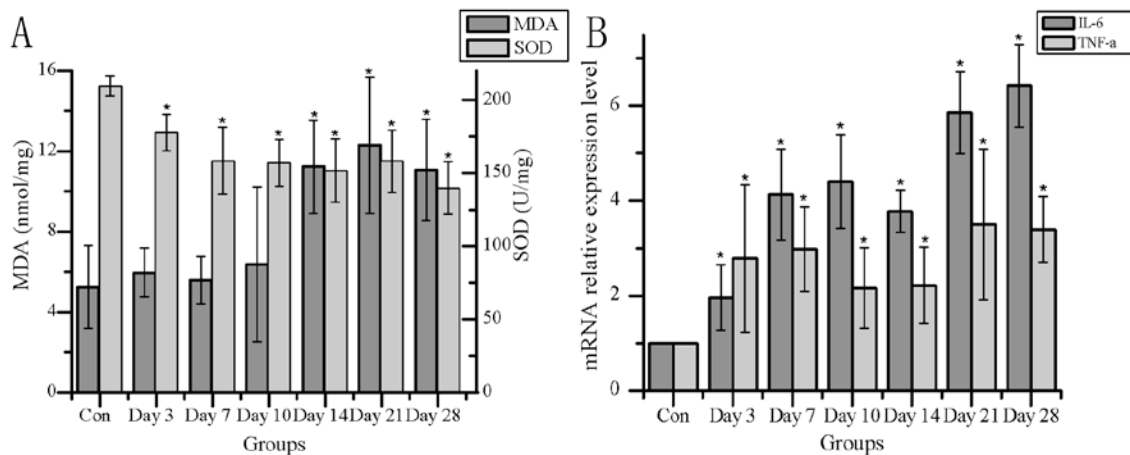 A
MDA
SOD
16
12
8
4
0
MDA (nmol/mg)
200
150
100
50
0
SOD (U/mg)
* * * * * * * * *
Con Day 3 Day 7 Day 10 Day 14 Day 21 Day 28
Groups
B
IL-6
TNF-a
6
4
2
0
mRNA relative expression level
* * * * * * * * * * * *
Con Day 3 Day 7 Day 10 Day 14 Day 21 Day 28
Groups